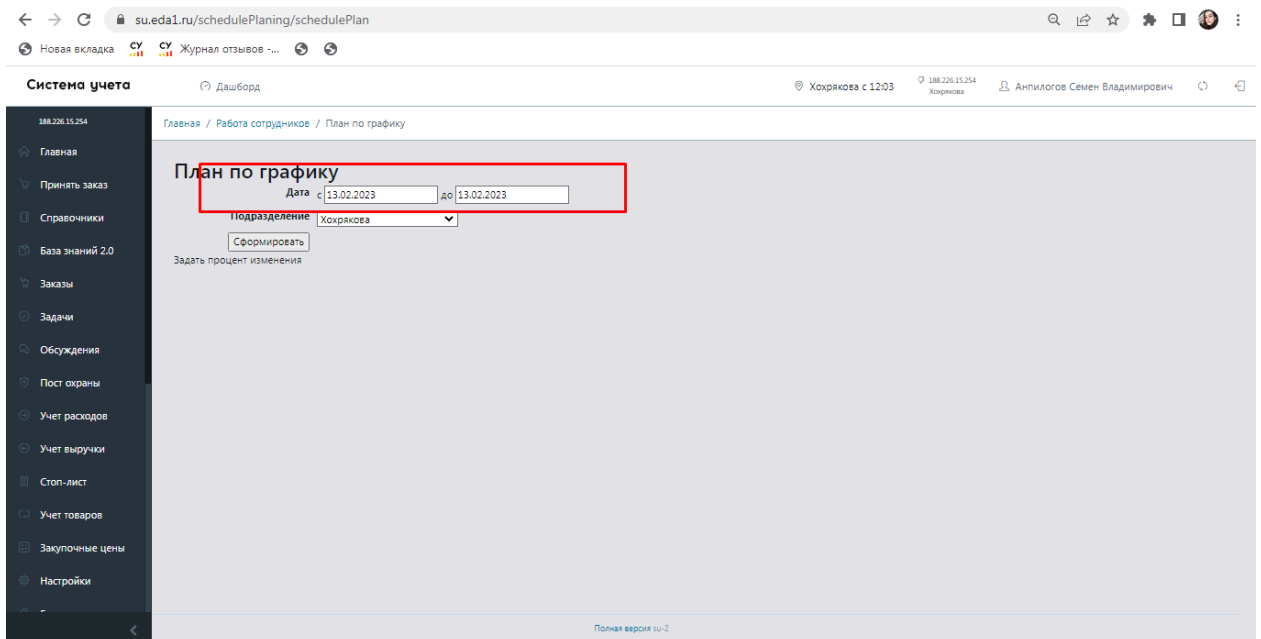 su.eda1.ru/schedulePlaning/schedulePlan
Новая вкладка СУ СУ Журнал отзывов -...
Система учета Дашборд Хохрякова с 12:03 188.226.15.254 Анпилогов Семен Владимирович
Хохрякова
188.226.15.254
Главная / Работа сотрудников / План по графику
Главная
Принять заказ
Справочники
База знаний 2.0
Заказы
Задачи
Обсуждения
Пост охраны
Учет расходов
Учет выручки
Стоп-лист
Учет товаров
Закупочные цены
Настройки
План по графику
Дата с 13.02.2023 до 13.02.2023
Подразделение Хохрякова
Сформировать
Задать процент изменения
Полная версия su-2